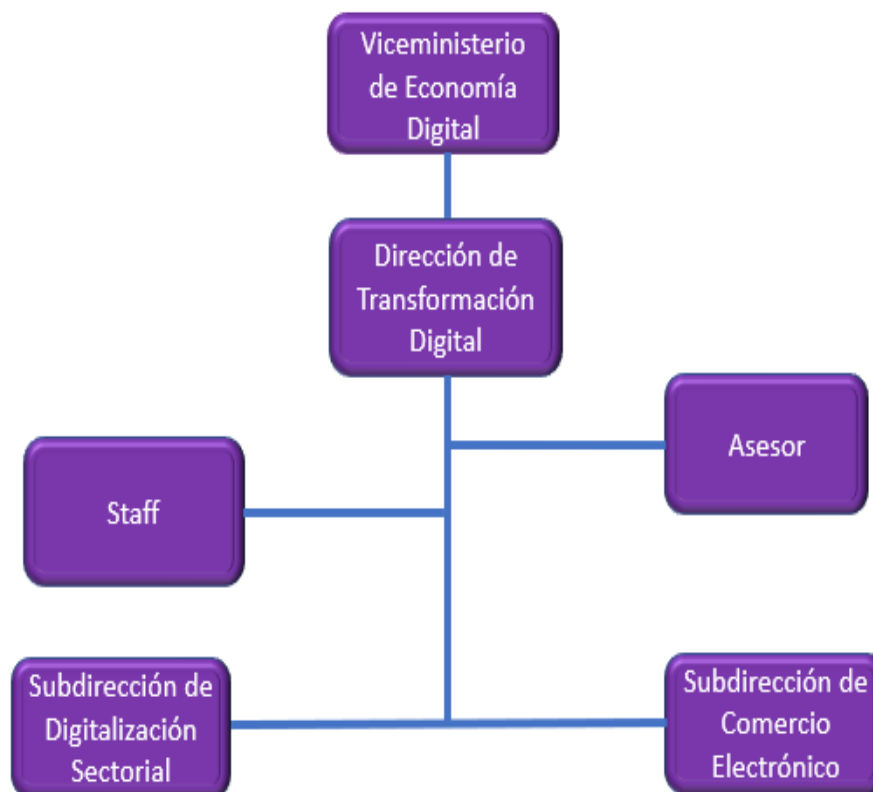 Viceministerio
de Economía
Digital
Dirección de
Transformación
Digital
Asesor
Staff
Subdirección de
Digitalización
Sectorial
Subdirección de
Comercio
Electrónico